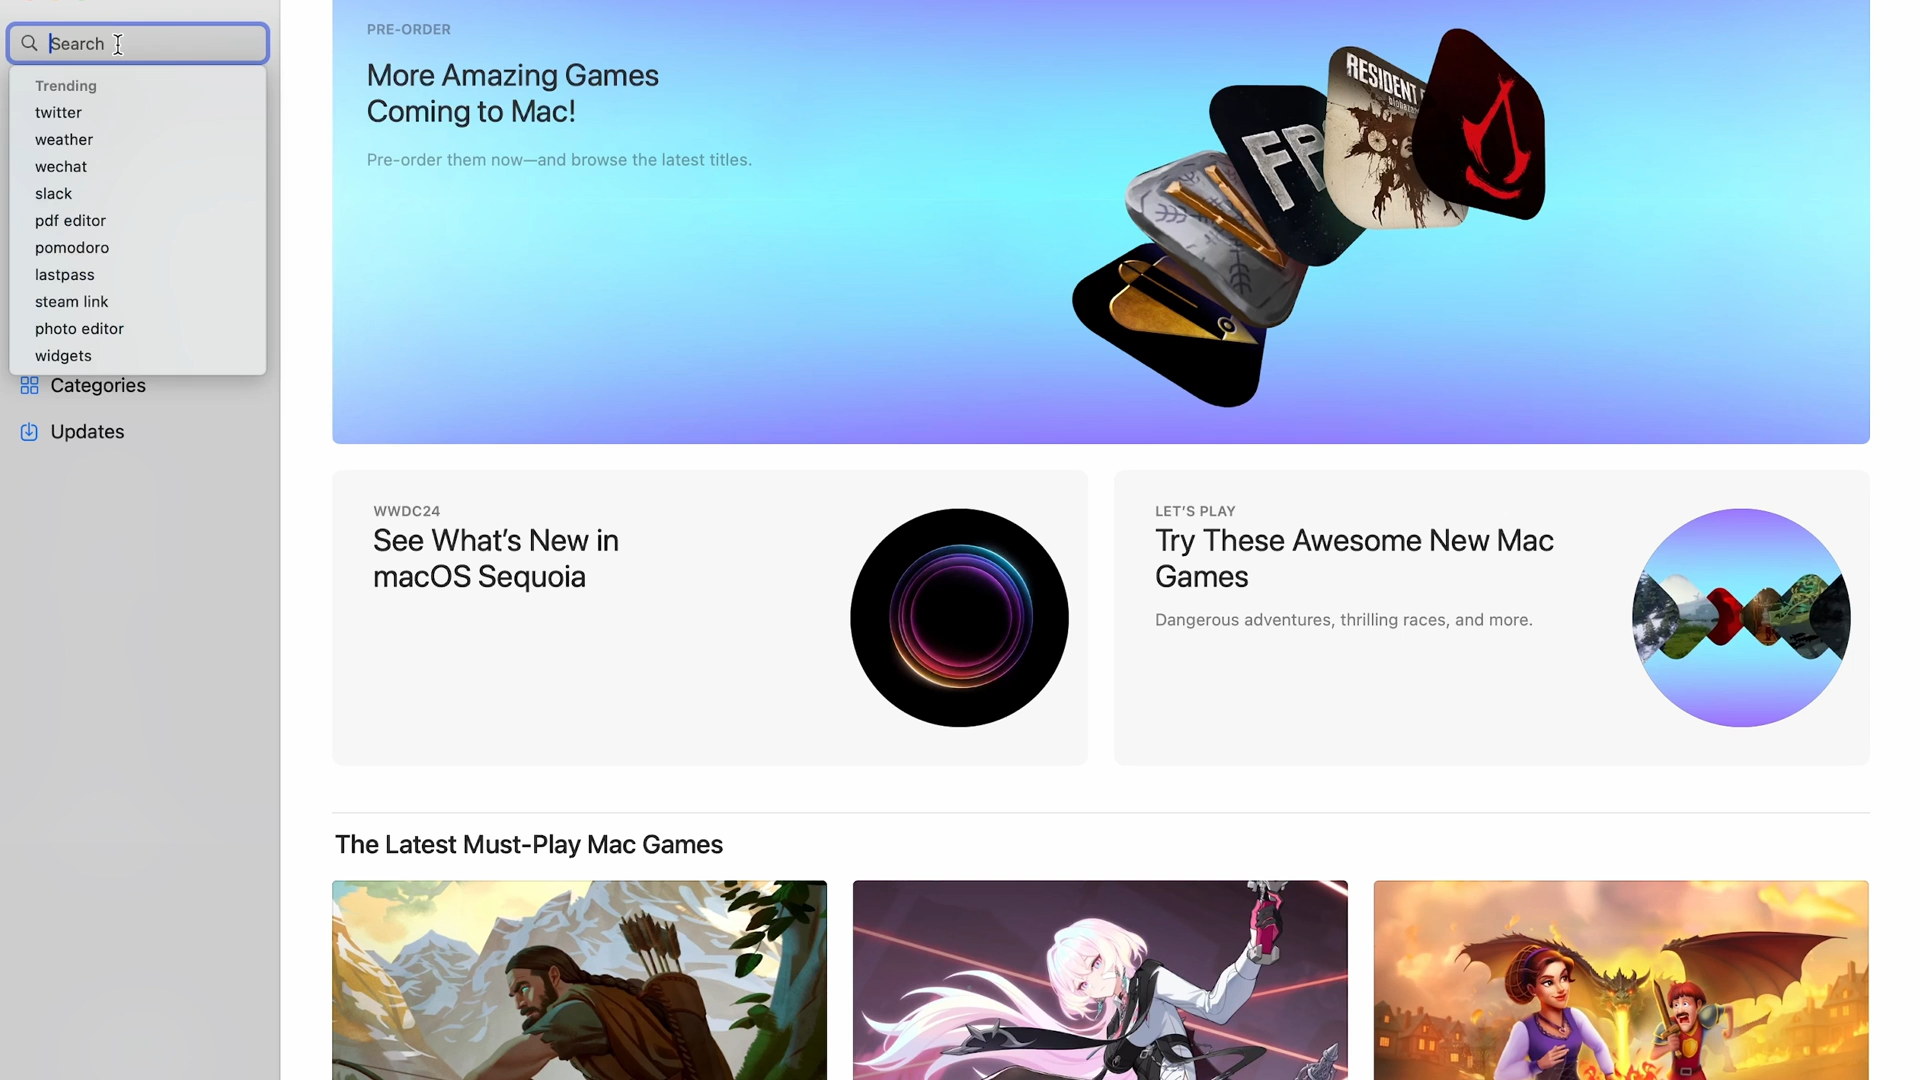 Search
Trending
twitter
weather
wechat
slack
pdf editor
pomodoro
lastpass
steam link
photo editor
widgets
Categories
Updates
PRE-ORDER
More Amazing Games
Coming to Mac!
Pre-order them now—and browse the latest titles.
RESIDENT
WWDC24
See What's New in
macOS Sequoia
LET'S PLAY
Try These Awesome New Mac
Games
Dangerous adventures, thrilling races, and more.
The Latest Must-Play Mac Games